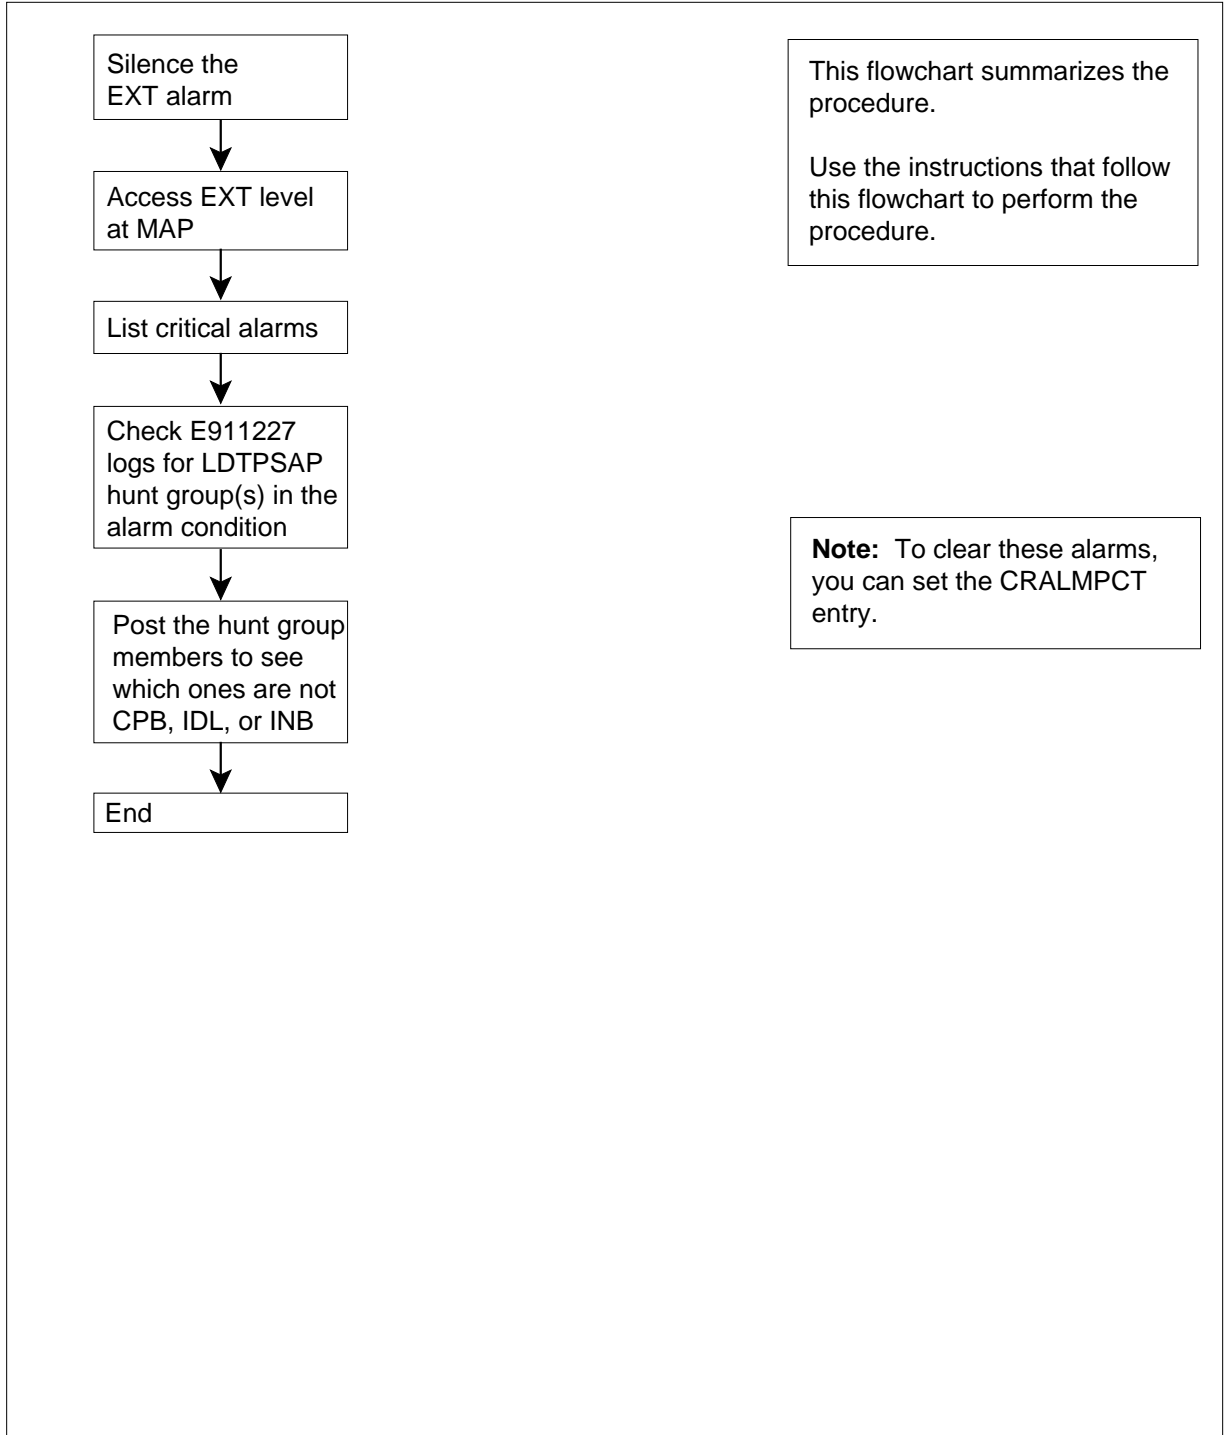 Silence the
EXT alarm
Access EXT level
at MAP
List critical alarms
Check E911227
logs for LDTPSAP
hunt group(s) in the
alarm condition
Post the hunt group
members to see
which ones are not
CPB, IDL, or INB
End
This flowchart summarizes the
procedure.
Use the instructions that follow
this flowchart to perform the
procedure.
Note: To clear these alarms,
you can set the CRALMPCT
entry.